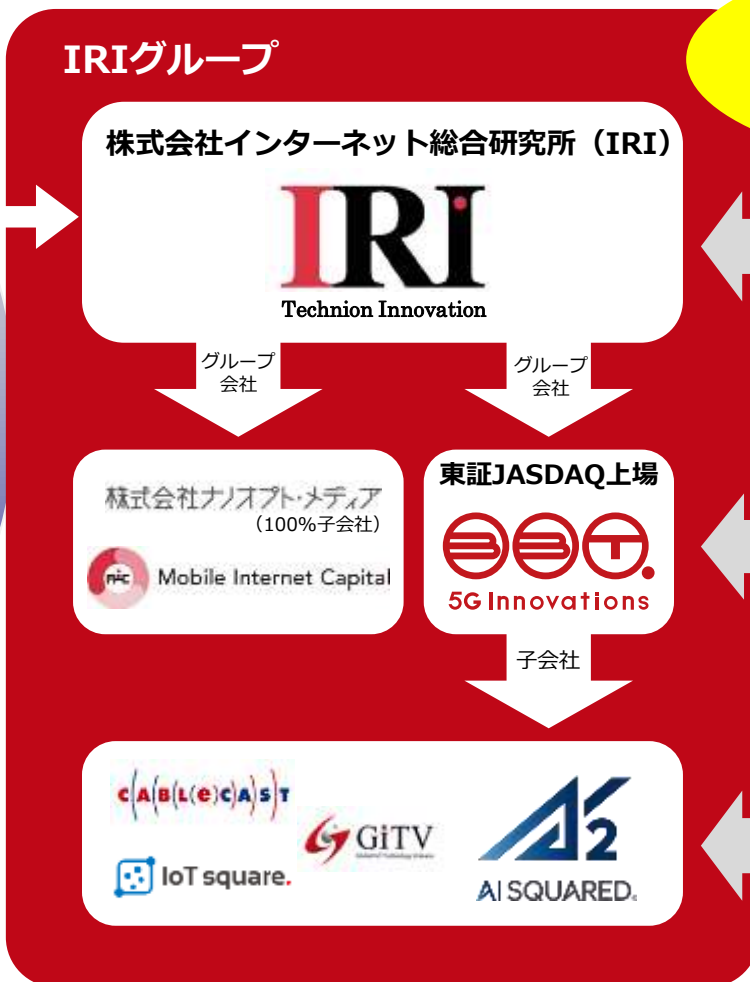 IRIグループ
株式会社インターネット総合研究所（IRI）
IRI
Technion Innovation
グループ
会社
グループ
会社
株式会社ナノオプト・メディア
（100%子会社）
mic Mobile Internet Capital
東証JASDAQ上場
BBT.
5G Innovations
子会社
c(A(B(L(e)c)A)s)T
GiTV
IoT square.
AI SQUARED